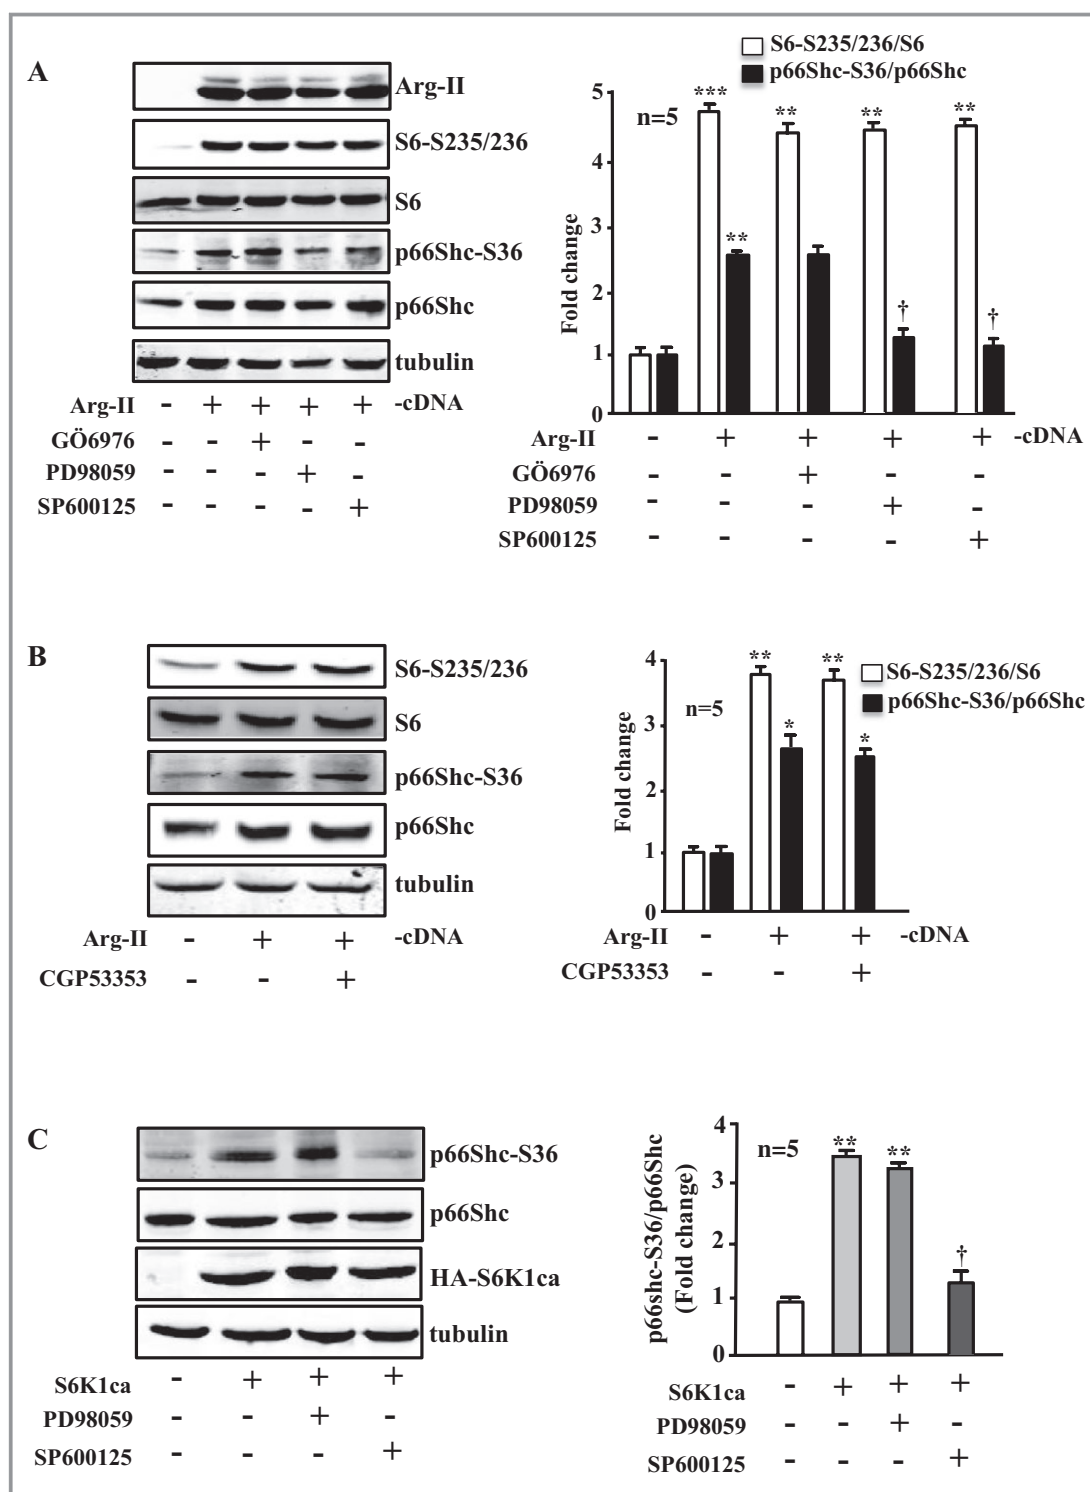 A
Arg-II
S6-S235/236
S6
p66Shc-S36
p66Shc
tubulin
Arg-II - + + + + -cDNA
GÖ6976 - - + - -
PD98059 - - - + -
SP600125 - - - - +
S6-S235/236/S6
p66Shc-S36/p66Shc
n=5
Fold change
5
4
3
2
1
0
*** ** ** ** **
** † †
Arg-II - + + + + -cDNA
GÖ6976 - - + - -
PD98059 - - - + -
SP600125 - - - - +
B
S6-S235/236
S6
p66Shc-S36
p66Shc
tubulin
Arg-II - + + -cDNA
CGP53353 - - +
S6-S235/236/S6
p66Shc-S36/p66Shc
n=5
Fold change
4
3
2
1
0
** **
* *
Arg-II - + + -cDNA
CGP53353 - - +
C
p66Shc-S36
p66Shc
HA-S6K1ca
tubulin
S6K1ca - + + +
PD98059 - - + -
SP600125 - - - +
p66shc-S36/p66Shc
(Fold change)
n=5
4
3
2
1
0
** ** †
S6K1ca - + + +
PD98059 - - + -
SP600125 - - - +